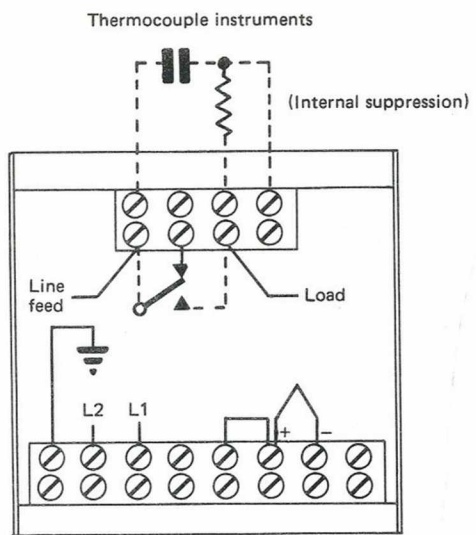 Thermocouple instruments
(Internal suppression)
Line
feed
Load
L2
L1
+
-